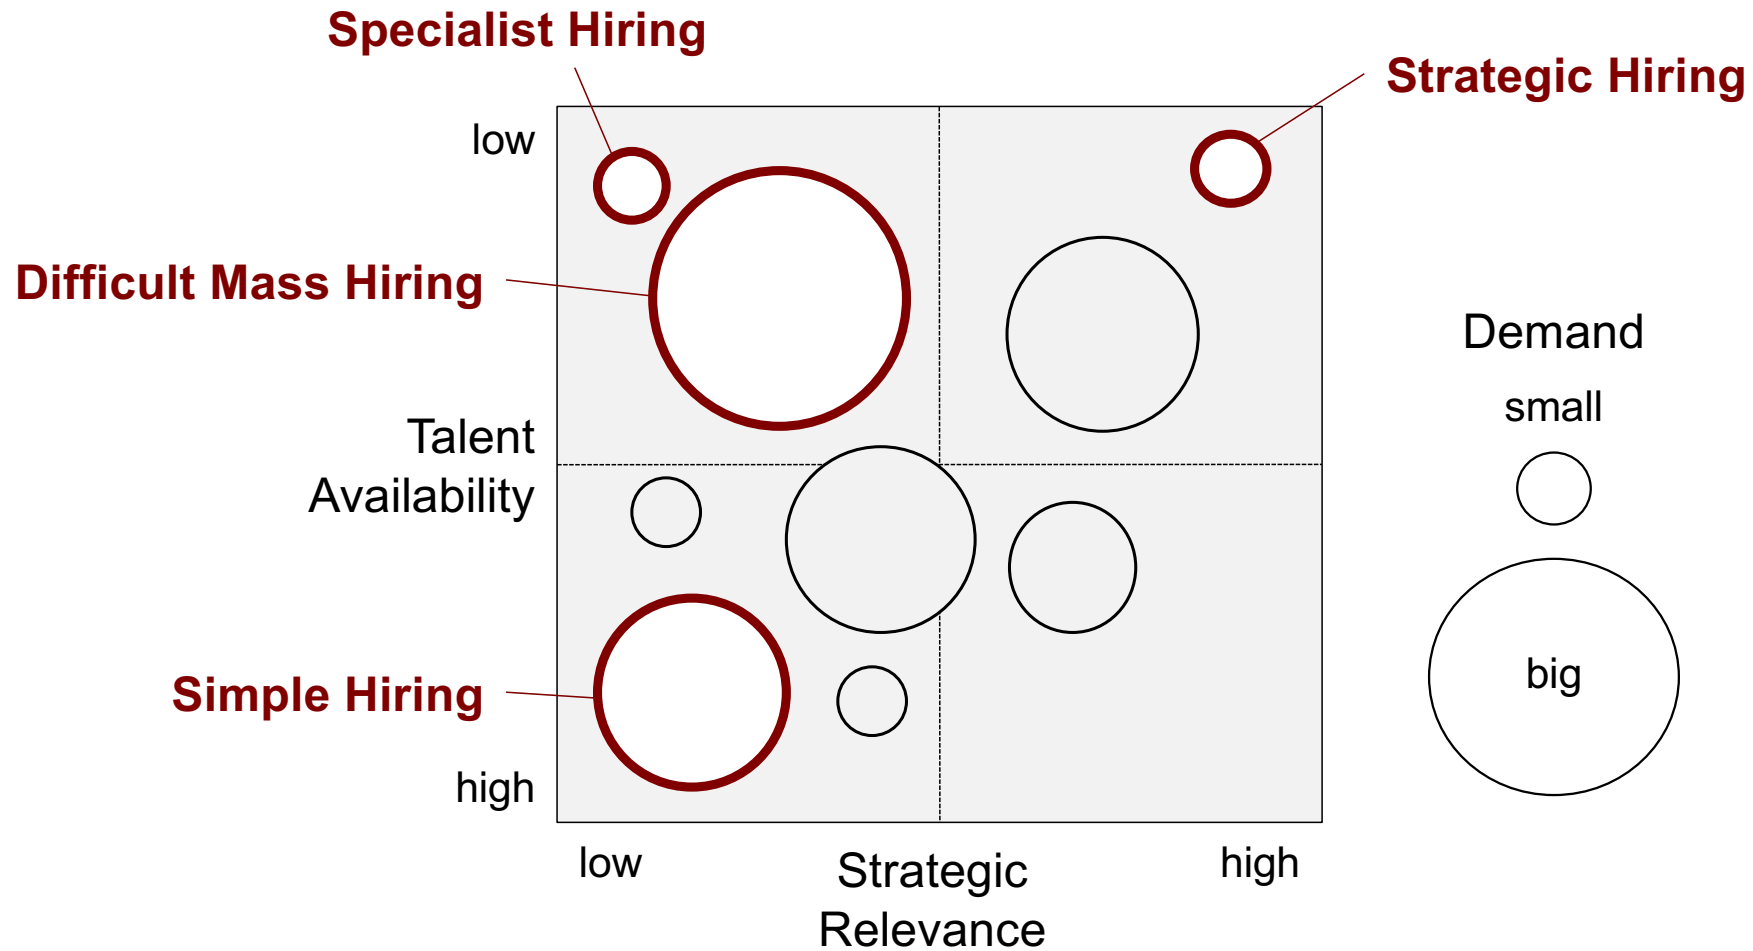 Specialist Hiring
Strategic Hiring
low
Difficult Mass Hiring
Demand
small
Talent
Availability
big
Simple Hiring
high
low
Strategic
Relevance
high